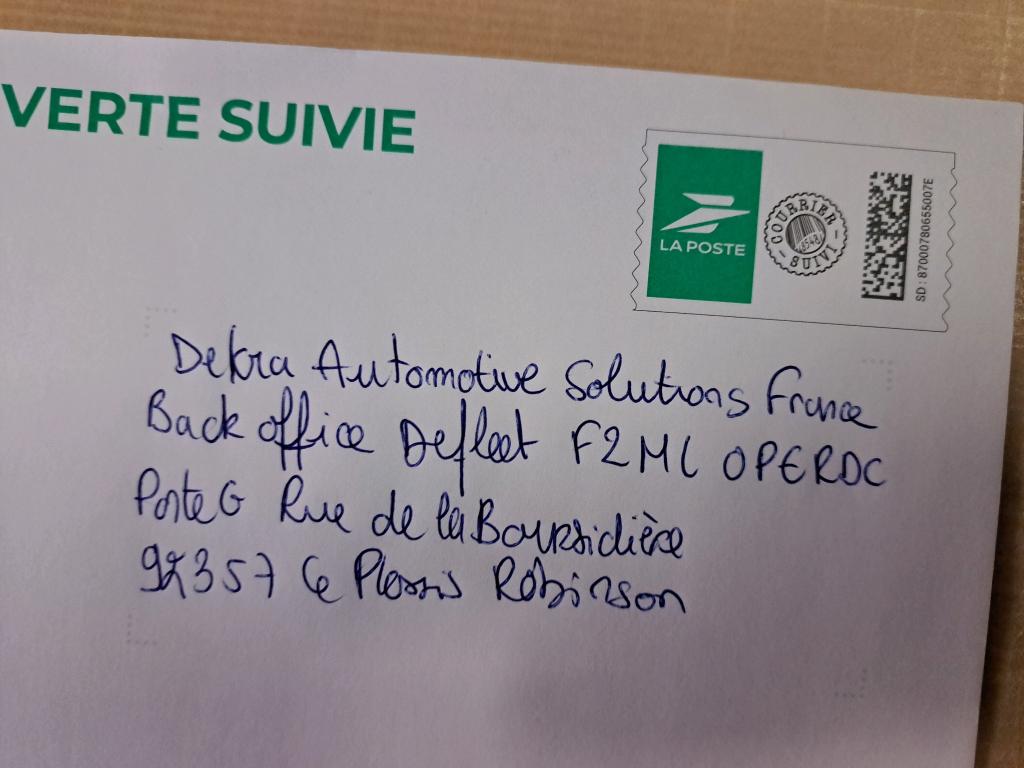 VERTE SUIVIE
LA POSTE
COURRIER SUIVI
SD : 87000780655007E
Dekra Automotive Solutions France
Back office Defleet F2ML OPERDC
Porte G Rue de la Boursidière
92357 Le Plessis Robinson